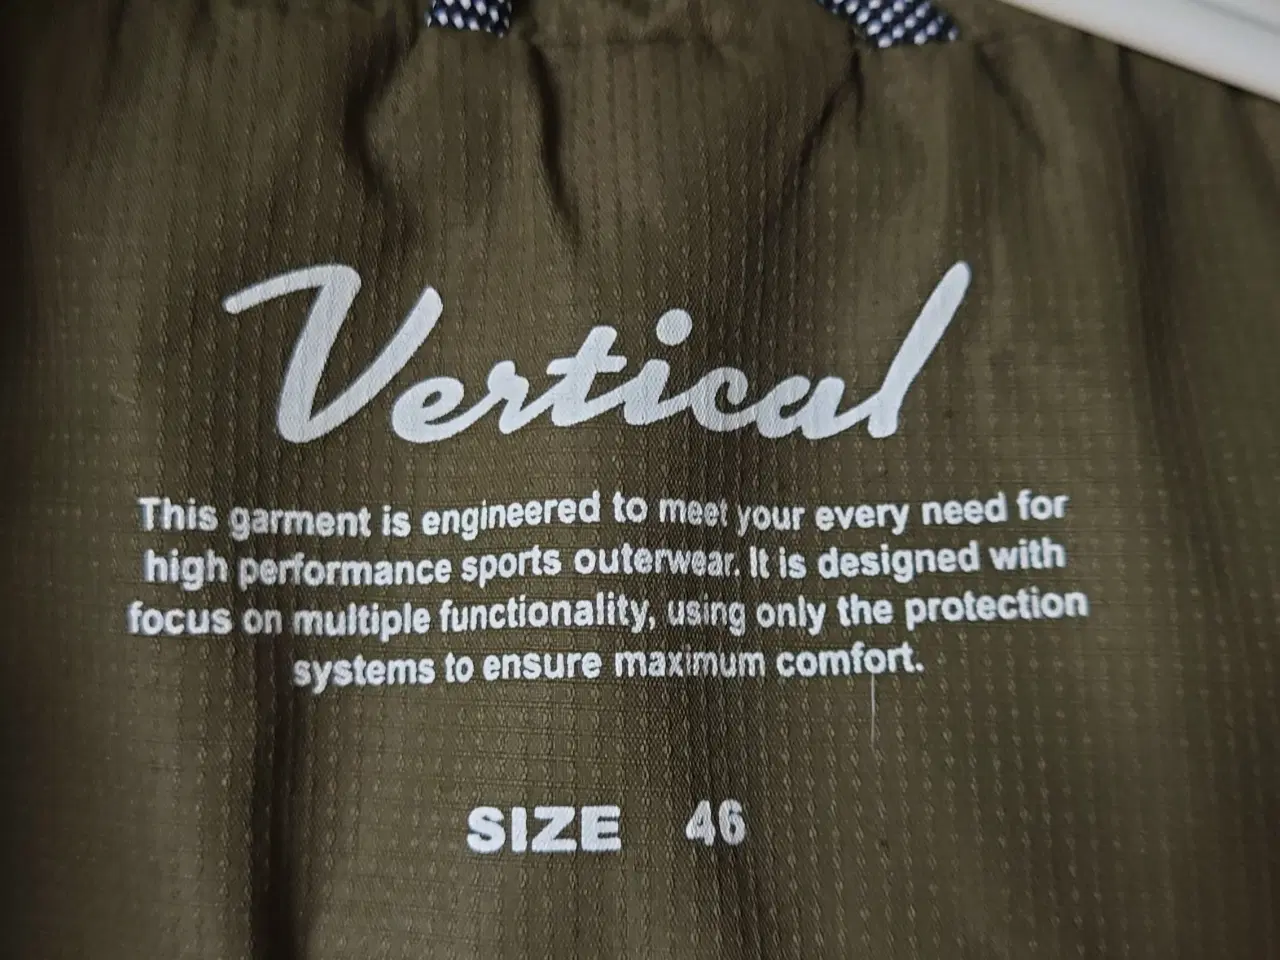 Vertical
This garment is engineered to meet your every need for
high performance sports outerwear. It is designed with
focus on multiple functionality, using only the protection
systems to ensure maximum comfort.
SIZE 46